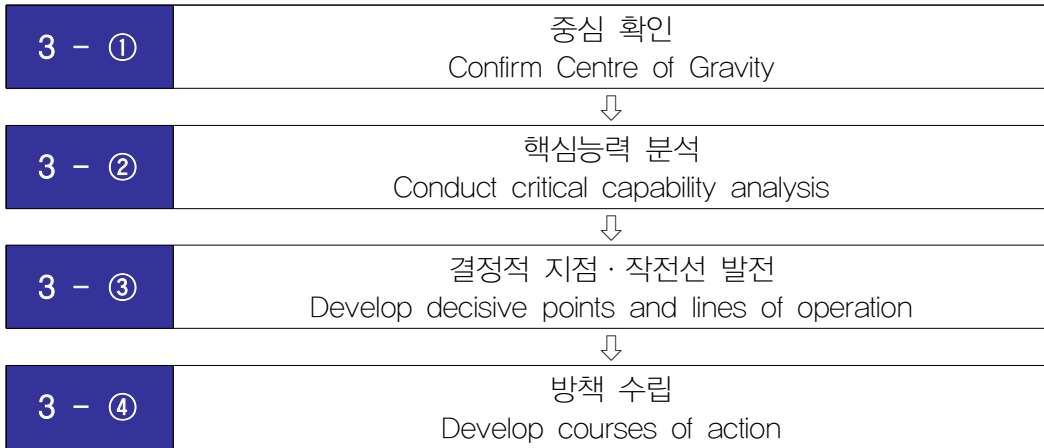 3 - ①
중심 확인
Confirm Centre of Gravity
⇩
3 - ②
핵심능력 분석
Conduct critical capability analysis
⇩
3 - ③
결정적 지점·작전선 발전
Develop decisive points and lines of operation
⇩
3 - ④
방책 수립
Develop courses of action